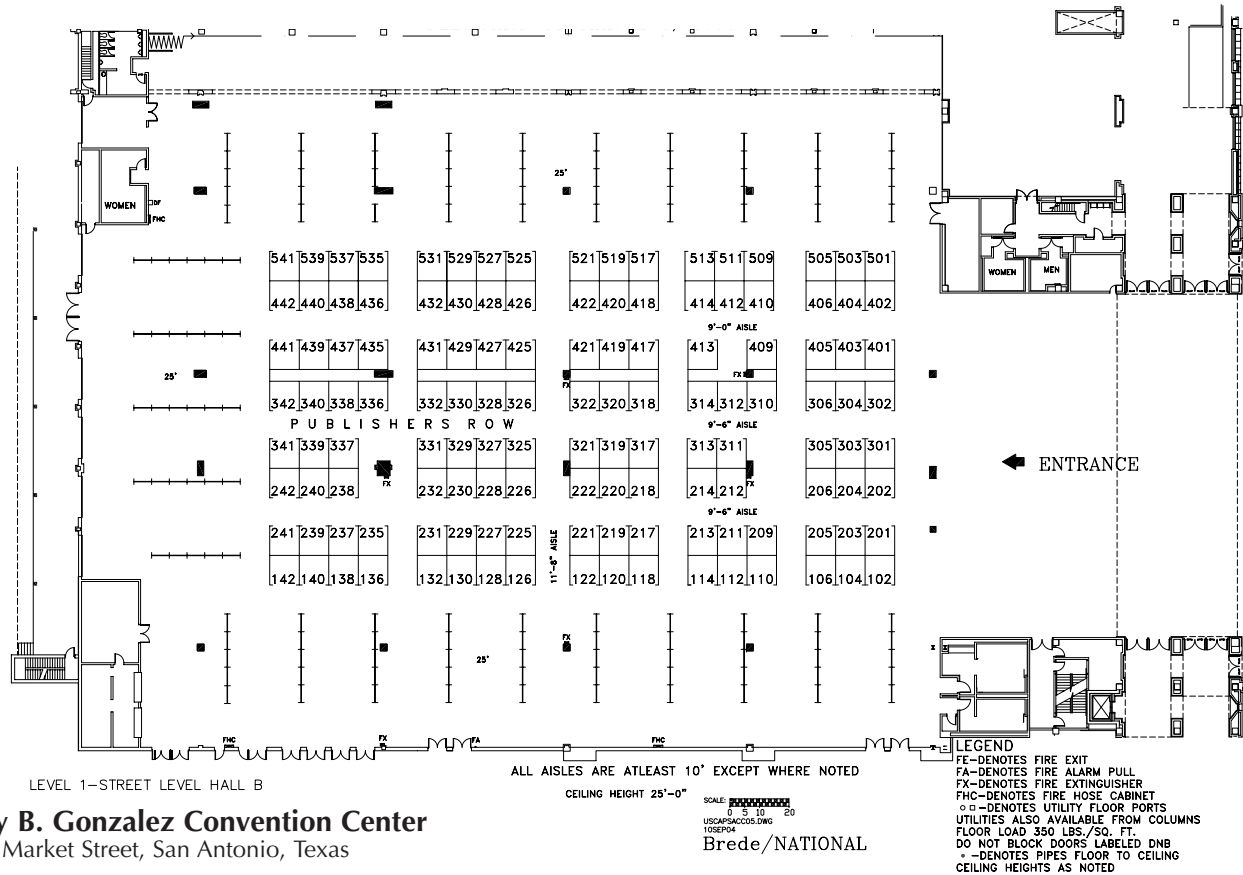 25'
WOMEN
DF
FHC
WOMEN
MEN
541 539 537 535 531 529 527 525 521 519 517 513 511 509 505 503 501
442 440 438 436 432 430 428 426 422 420 418 414 412 410 406 404 402
9'-0" AISLE
441 439 437 435 431 429 427 425 421 419 417 413 409 405 403 401
25'
FX
FX
342 340 338 336 332 330 328 326 322 320 318 314 312 310 306 304 302
PUBLISHERS ROW
9'-6" AISLE
341 339 337 331 329 327 325 321 319 317 313 311 305 303 301
ENTRANCE
FX
FX
242 240 238 232 230 228 226 222 220 218 214 212 206 204 202
9'-6" AISLE
241 239 237 235 231 229 227 225 221 219 217 213 211 209 205 203 201
11'-8" AISLE
142 140 138 136 132 130 128 126 122 120 118 114 112 110 106 104 102
FX
25'
FHC
FX
FA
FHC
LEVEL 1-STREET LEVEL HALL B
ALL AISLES ARE ATLEAST 10' EXCEPT WHERE NOTED
CEILING HEIGHT 25'-0"
SCALE:
0 5 10 20
USCAPSACC05.DWG
10SEP04
Brede/NATIONAL
y B. Gonzalez Convention Center
Market Street, San Antonio, Texas
LEGEND
FE-DENOTES FIRE EXIT
FA-DENOTES FIRE ALARM PULL
FX-DENOTES FIRE EXTINGUISHER
FHC-DENOTES FIRE HOSE CABINET
-DENOTES UTILITY FLOOR PORTS
UTILITIES ALSO AVAILABLE FROM COLUMNS
FLOOR LOAD 350 LBS./SQ. FT.
DO NOT BLOCK DOORS LABELED DNB
-DENOTES PIPES FLOOR TO CEILING
CEILING HEIGHTS AS NOTED